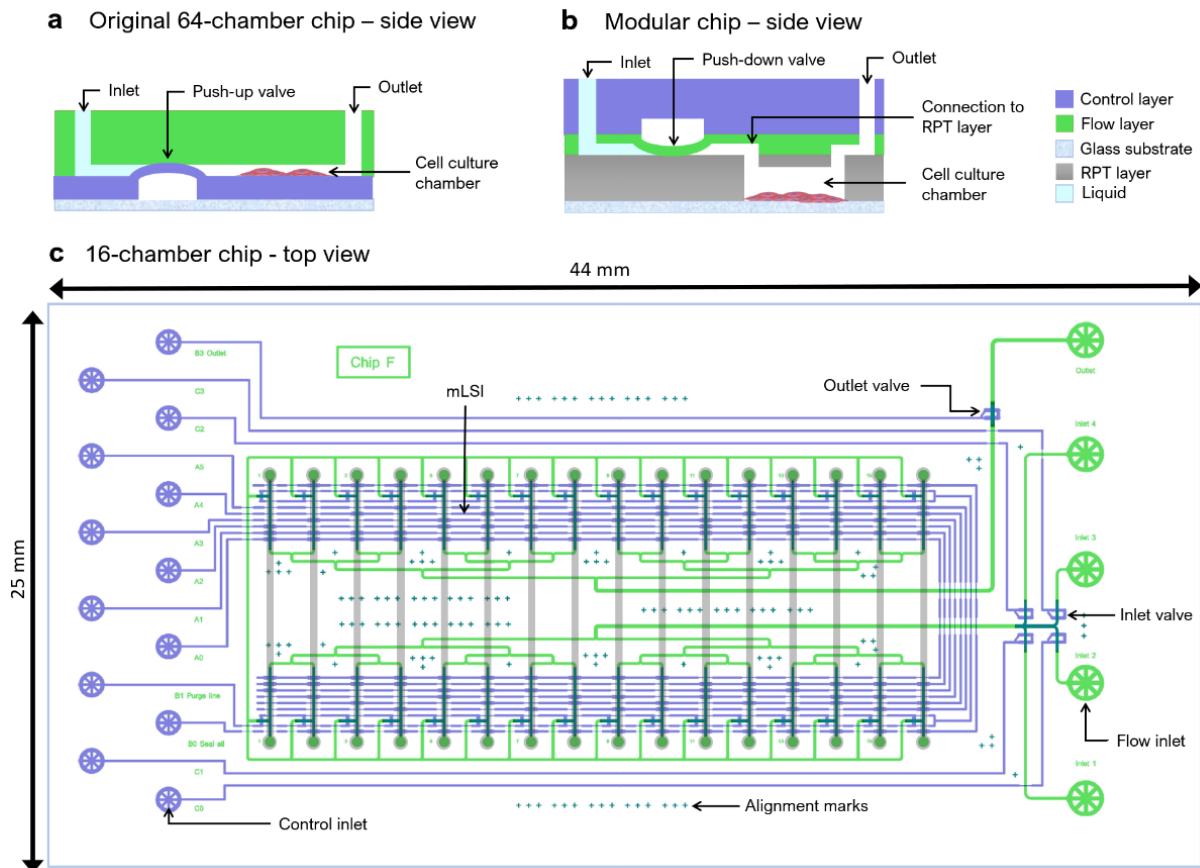 a Original 64-chamber chip – side view
Inlet
Push-up valve
Outlet
Cell culture
chamber
b Modular chip – side view
Inlet
Push-down valve
Outlet
Connection to
RPT layer
Cell culture
chamber
Control layer
Flow layer
Glass substrate
RPT layer
Liquid
c 16-chamber chip - top view
44 mm
25 mm
B3 Outlet
Chip F
C3
mLSI
Outlet valve
Outlet
C2
Inlet 4
A5
A4
A3
Inlet 3
A2
A1
Inlet valve
A0
Inlet 2
B1 Purge line
B0 Seal all
Flow inlet
C1
Inlet 1
C0
Control inlet
Alignment marks